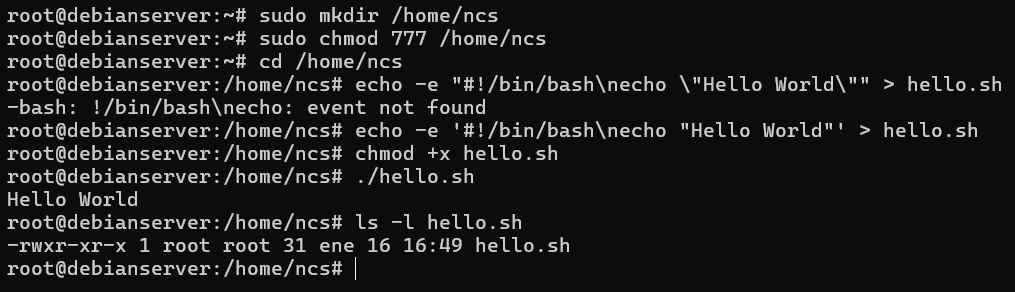 root@debianserver:~# sudo mkdir /home/ncs
root@debianserver:~# sudo chmod 777 /home/ncs
root@debianserver:~# cd /home/ncs
root@debianserver:/home/ncs# echo -e "#!/bin/bash\necho \"Hello World\"" > hello.sh
-bash: !/bin/bash\necho: event not found
root@debianserver:/home/ncs# echo -e '#!/bin/bash\necho "Hello World"' > hello.sh
root@debianserver:/home/ncs# chmod +x hello.sh
root@debianserver:/home/ncs# ./hello.sh
Hello World
root@debianserver:/home/ncs# ls -l hello.sh
-rwxr-xr-x 1 root root 31 ene 16 16:49 hello.sh
root@debianserver:/home/ncs#